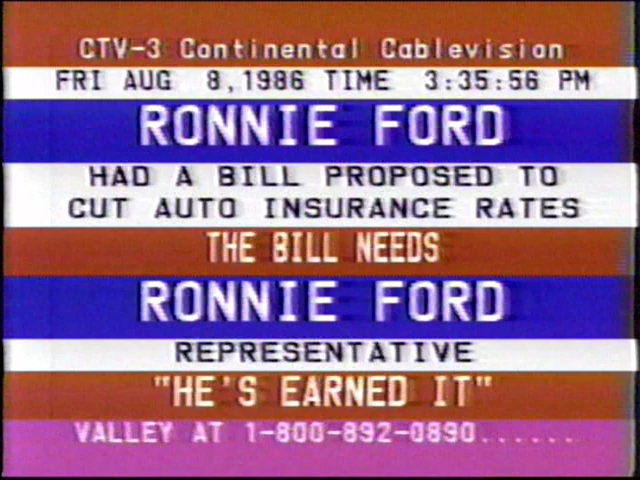 CTV-3 Continental Cablevision
FRI AUG 8,1986 TIME 3:35:56 PM
RONNIE FORD
HAD A BILL PROPOSED TO
CUT AUTO INSURANCE RATES
THE BILL NEEDS
RONNIE FORD
REPRESENTATIVE
"HE'S EARNED IT"
VALLEY AT 1-800-892-0890......